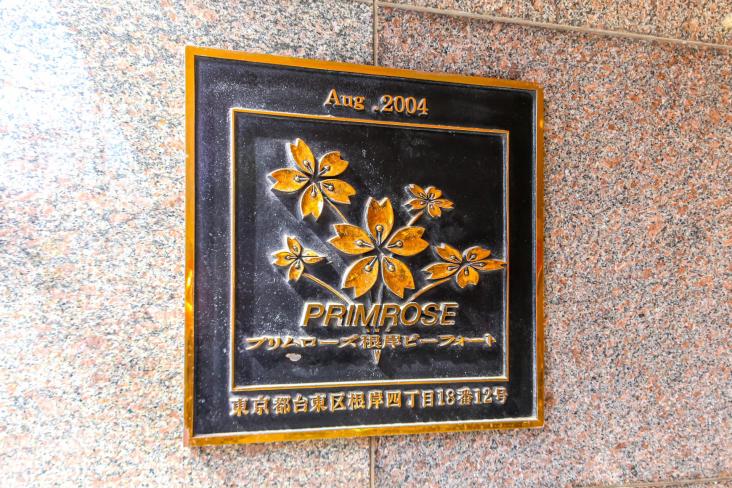 Aug .2004
PRIMROSE
プリムローズ根岸ビーフォート
東京都台東区根岸四丁目18番12号